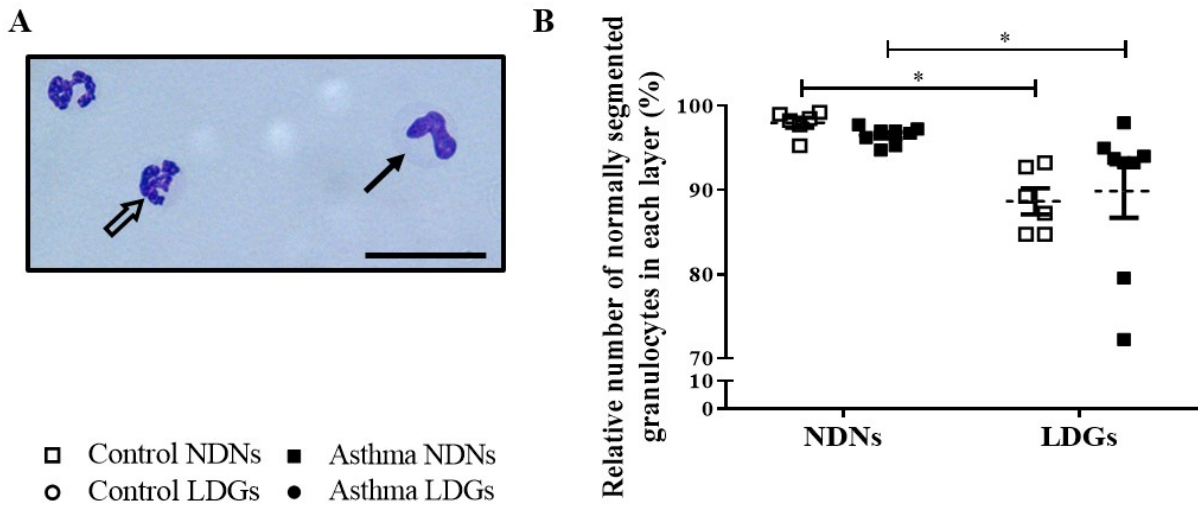 A
B
Relative number of normally segmented
granulocytes in each layer (%)
*
*
100
90
80
70
10
0
NDNs
LDGs
Control NDNs
Asthma NDNs
Control LDGs
Asthma LDGs